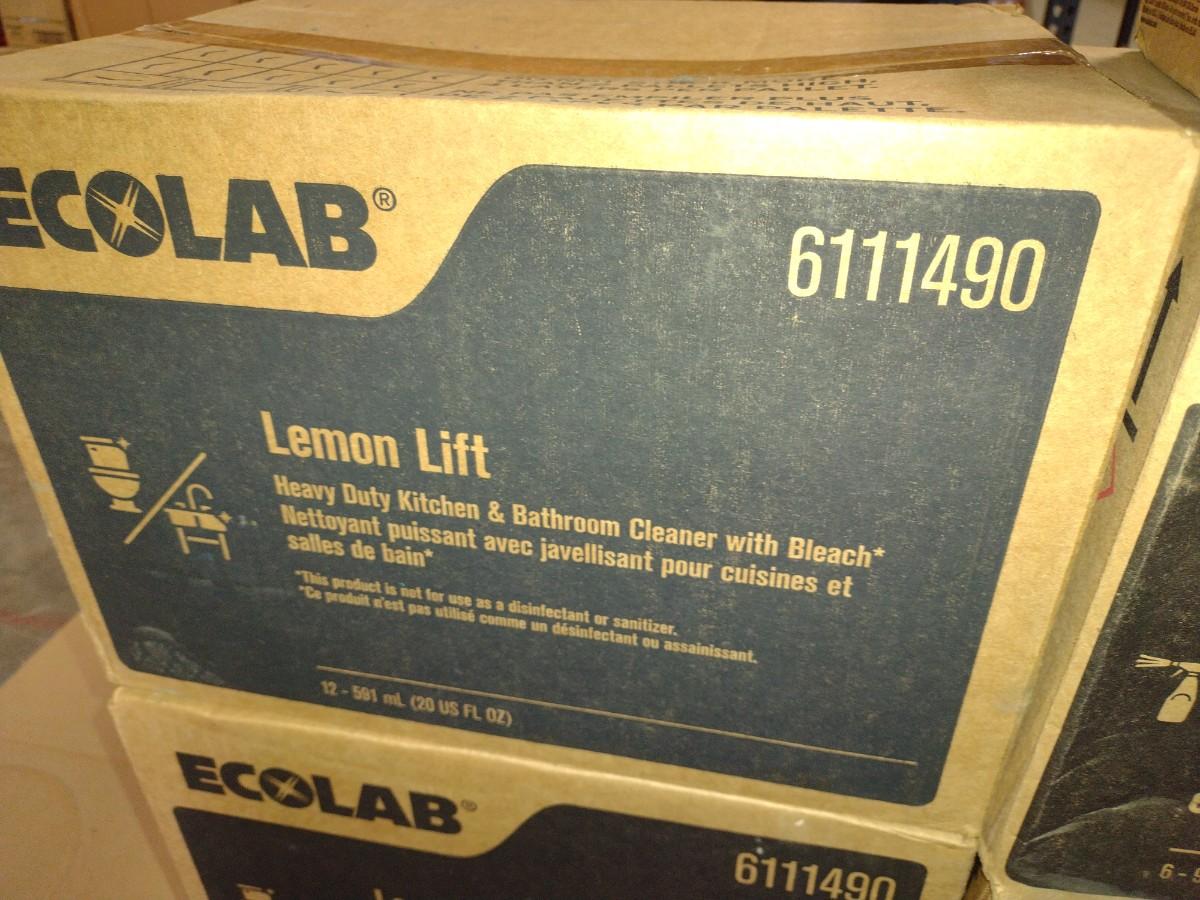 ECOLAB®
6111490
Lemon Lift
Heavy Duty Kitchen & Bathroom Cleaner with Bleach*
Nettoyant puissant avec javellisant pour cuisines et
salles de bain*
*This product is not for use as a disinfectant or sanitizer.
*Ce produit n'est pas utilisé comme un désinfectant ou assainissant.
12 - 591 mL (20 US FL OZ)
ECOLAB®
6111490